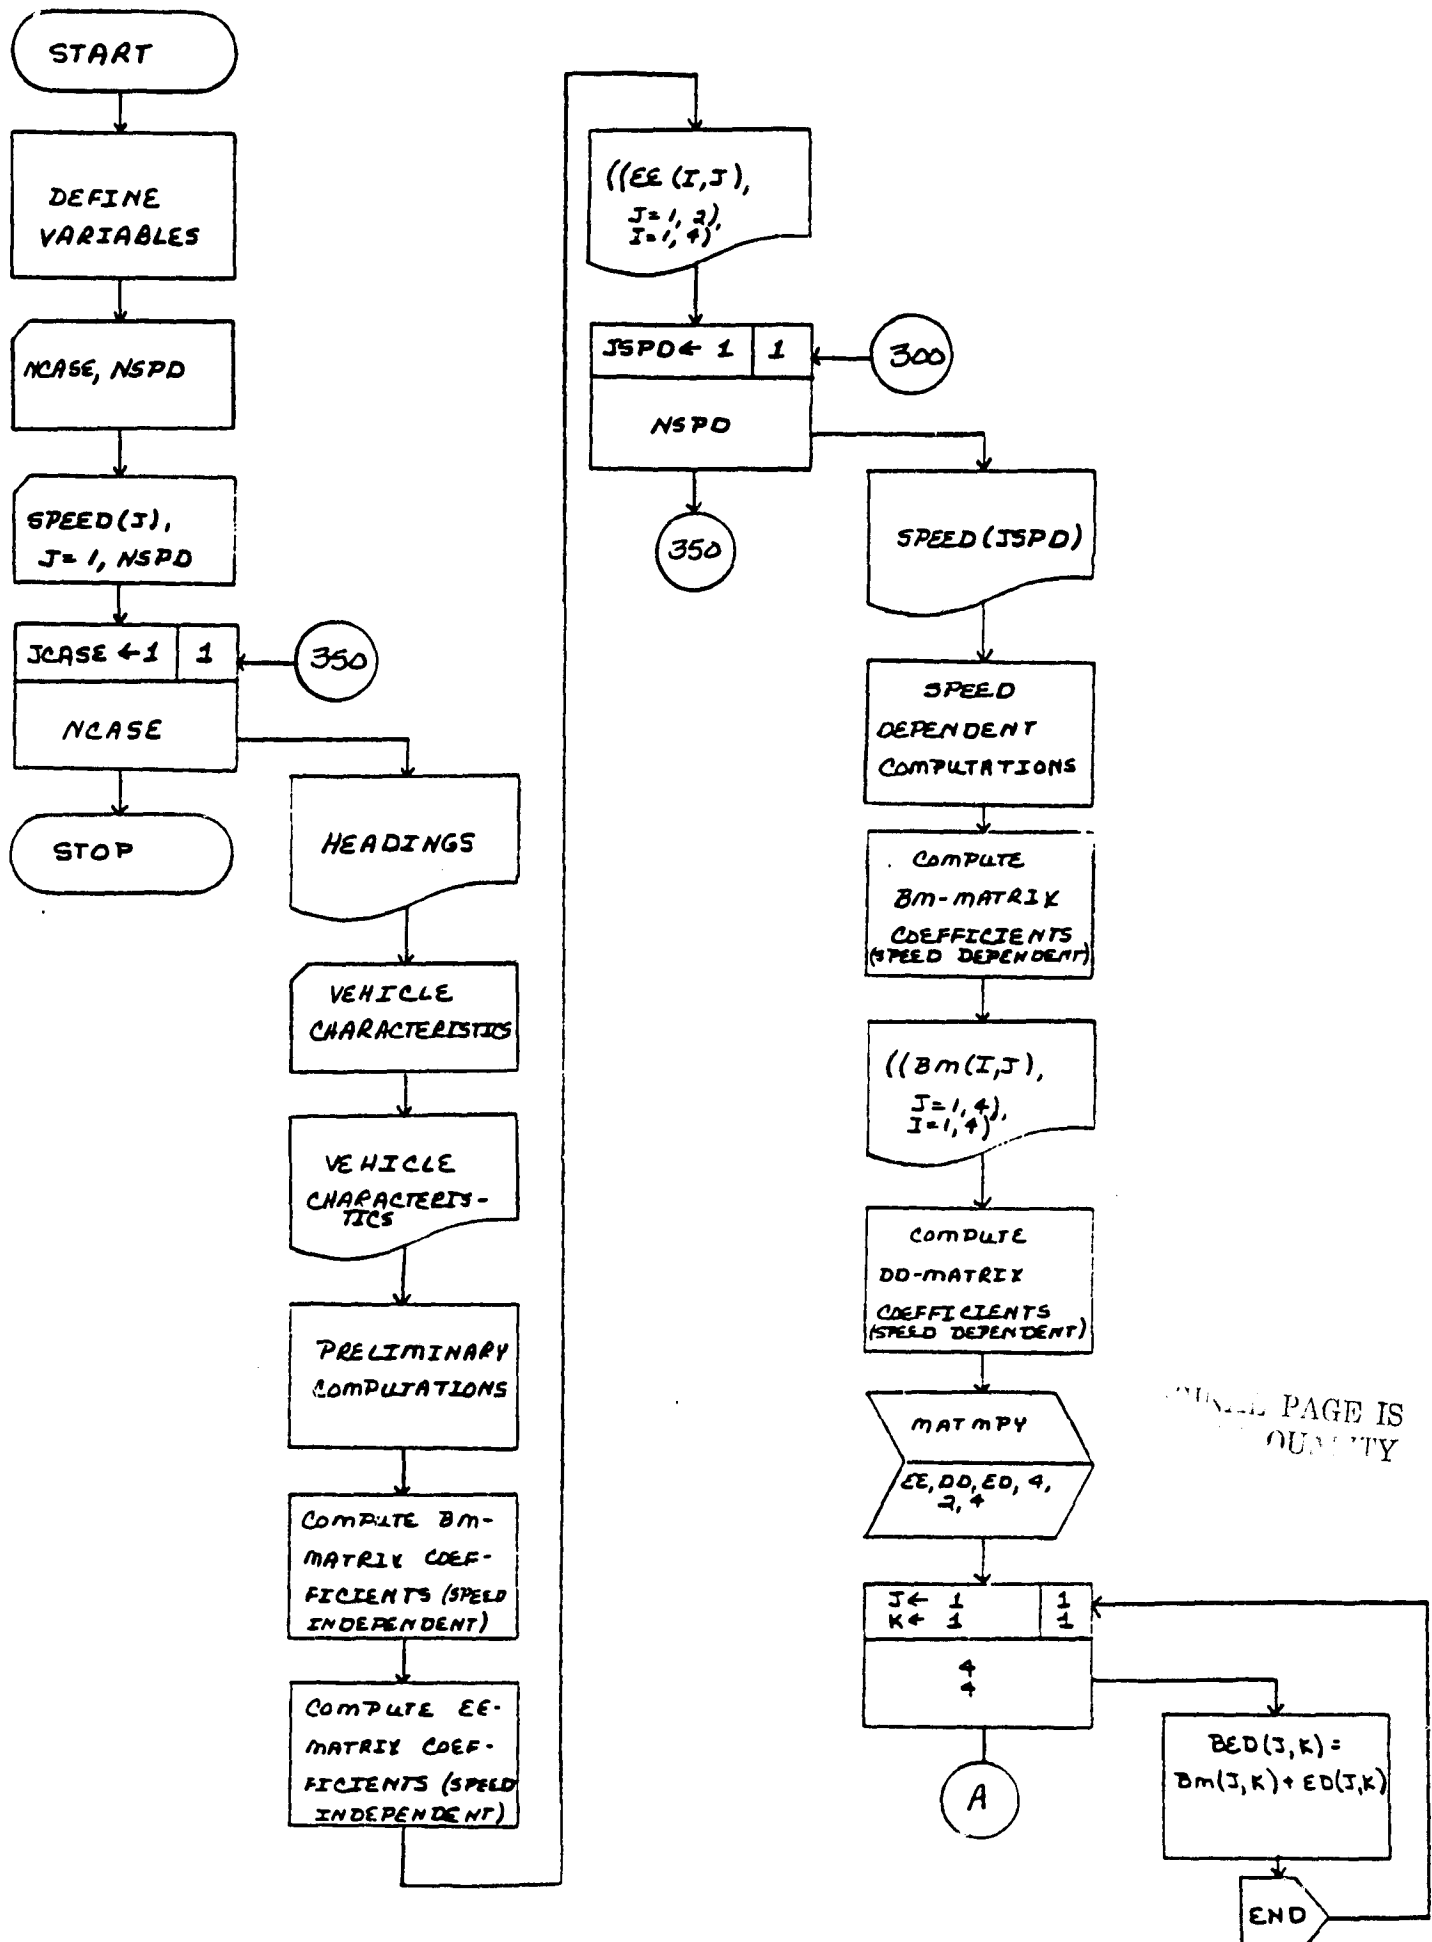 START
DEFINE
VARIABLES
NCASE, NSPD
SPEED(J),
J=1, NSPD
JCASE ← 1 1
350
NCASE
STOP
HEADINGS
VEHICLE
CHARACTERISTICS
VEHICLE
CHARACTERIS-
TICS
PRELIMINARY
COMPUTATIONS
COMPUTE BM-
MATRIX COEF-
FICIENTS (SPEED
INDEPENDENT)
COMPUTE EE-
MATRIX COEF-
FICIENTS (SPEED
INDEPENDENT)
((EE(I,J),
J=1, 2),
I=1, 4)
JSPD ← 1 1
300
NSPD
350
SPEED(JSPD)
SPEED
DEPENDENT
COMPUTATIONS
COMPUTE
BM-MATRIX
COEFFICIENTS
(SPEED DEPENDENT)
((BM(I,J),
J=1, 4),
I=1, 4)
COMPUTE
DD-MATRIX
COEFFICIENTS
(SPEED DEPENDENT)
MATMPY
EE, DD, ED, 4,
2, 4
J ← 1 1
K ← 1 1
4
4
A
BED(J,K) =
BM(J,K) + ED(J,K)
END
PAGE IS